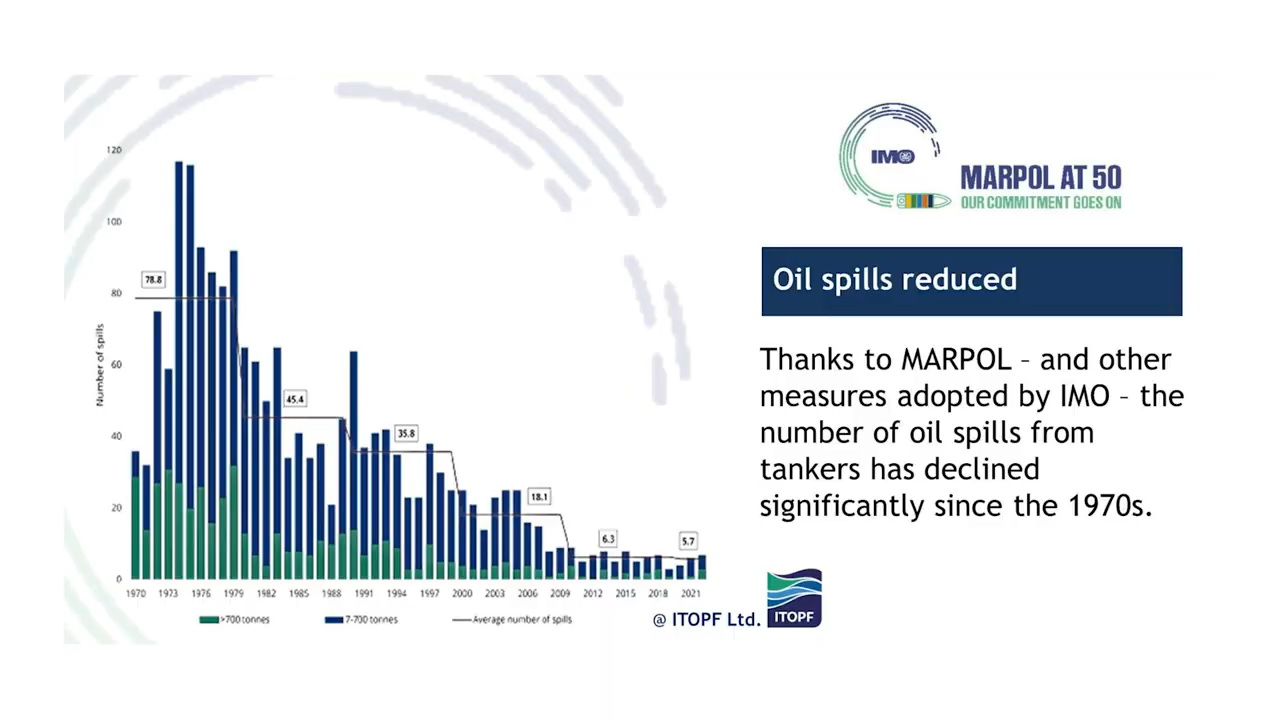 120
100
80
60
40
20
0
Number of spills
78.8
45.4
35.8
18.1
6.3
5.7
1970 1973 1976 1979 1982 1985 1988 1991 1994 1997 2000 2003 2006 2009 2012 2015 2018 2021
>700 tonnes 7-700 tonnes Average number of spills
@ ITOPF Ltd.
ITOPF
IMO
MARPOL AT 50
OUR COMMITMENT GOES ON
Oil spills reduced
Thanks to MARPOL – and other
measures adopted by IMO – the
number of oil spills from
tankers has declined
significantly since the 1970s.